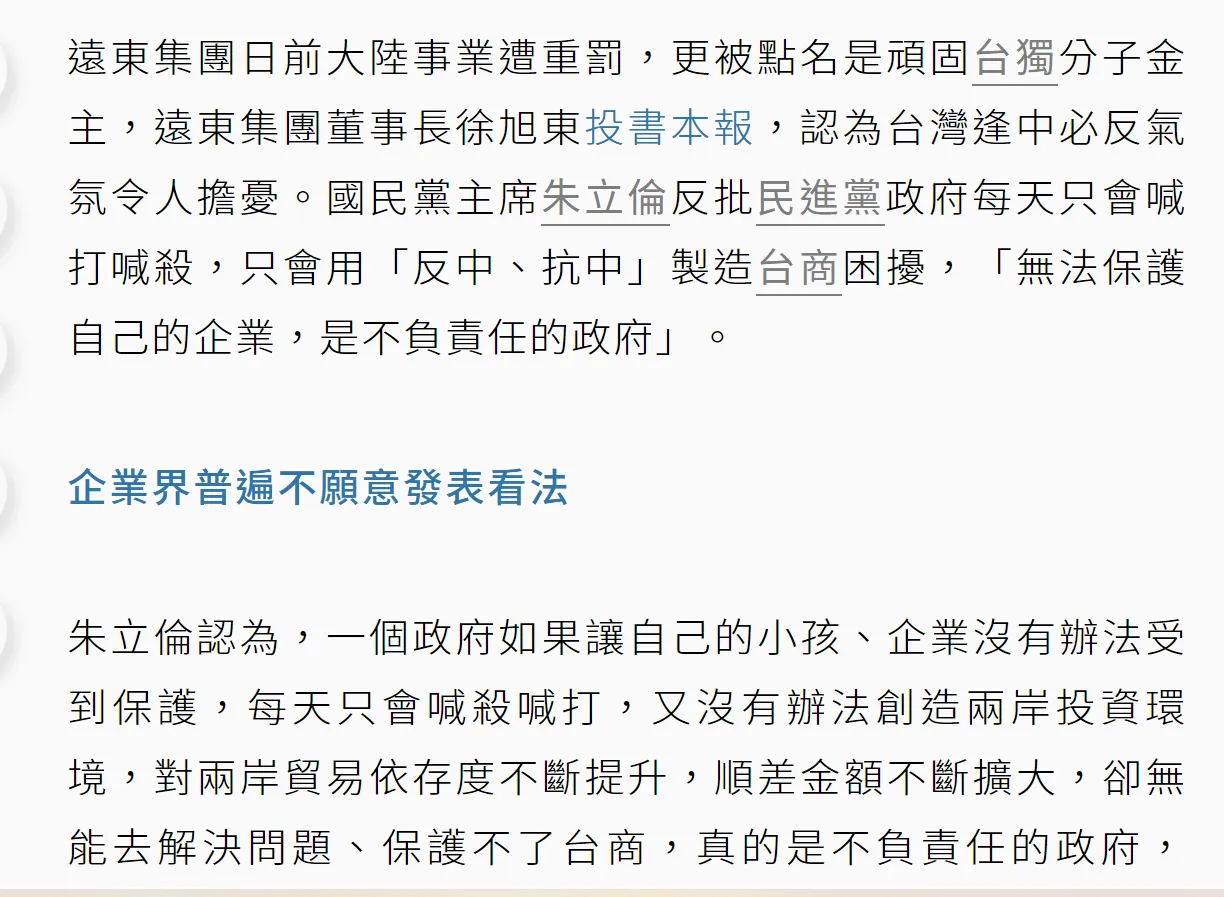 遠東集團日前大陸事業遭重罰，更被點名是頑固台獨分子金
主，遠東集團董事長徐旭東投書本報，認為台灣逢中必反氣
氛令人擔憂。國民黨主席朱立倫反批民進黨政府每天只會喊
打喊殺，只會用「反中、抗中」製造台商困擾，「無法保護
自己的企業，是不負責任的政府」。
企業界普遍不願意發表看法
朱立倫認為，一個政府如果讓自己的小孩、企業沒有辦法受
到保護，每天只會喊殺喊打，又沒有辦法創造兩岸投資環
境，對兩岸貿易依存度不斷提升，順差金額不斷擴大，卻無
能去解決問題、保護不了台商，真的是不負責任的政府，